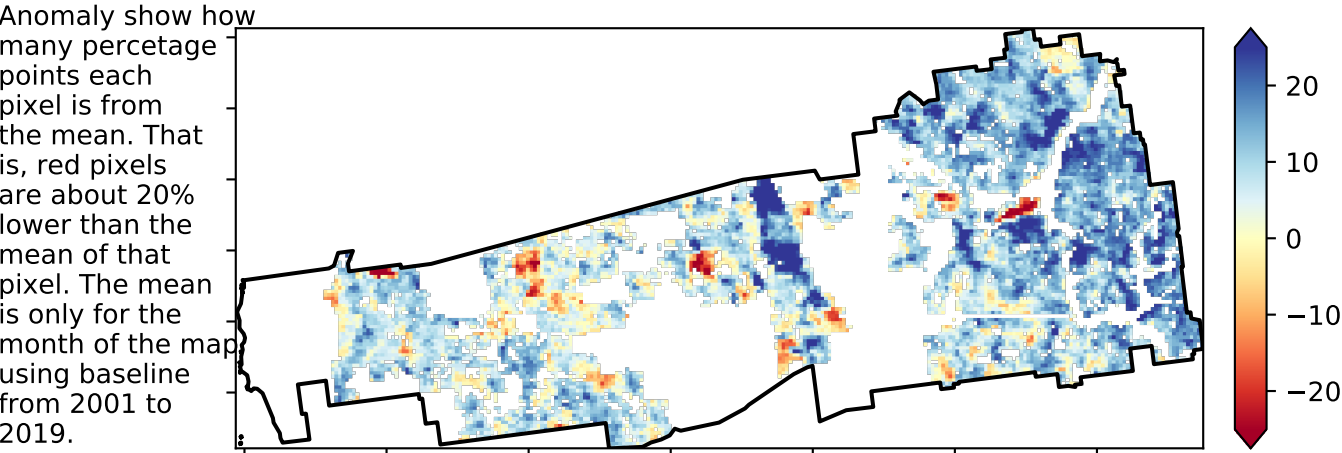 Anomaly show how
many percetage
points each
pixel is from
the mean. That
is, red pixels
are about 20%
lower than the
mean of that
pixel. The mean
is only for the
month of the map
using baseline
from 2001 to
2019.
20
10
0
−10
−20